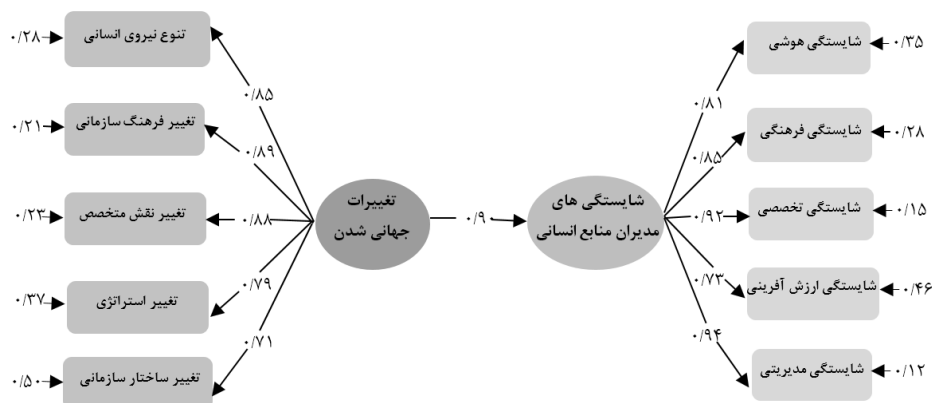 شایستگی هوشی
۰/۳۵
۰/۸۱
شایستگی فرهنگی
۰/۲۸
۰/۸۵
شایستگی تخصصی
۰/۱۵
۰/۹۲
شایستگی ارزش آفرینی
۰/۴۶
۰/۷۳
شایستگی مدیریتی
۰/۱۲
۰/۹۴
شایستگی های
مدیران منابع انسانی
۰/۹۰
تغییرات
جهانی شدن
تنوع نیروی انسانی
۰/۲۸
۰/۸۵
تغییر فرهنگ سازمانی
۰/۲۱
۰/۸۹
تغییر نقش متخصص
۰/۲۳
۰/۸۸
تغییر استراتژی
۰/۳۷
۰/۷۹
تغییر ساختار سازمانی
۰/۵۰
۰/۷۱